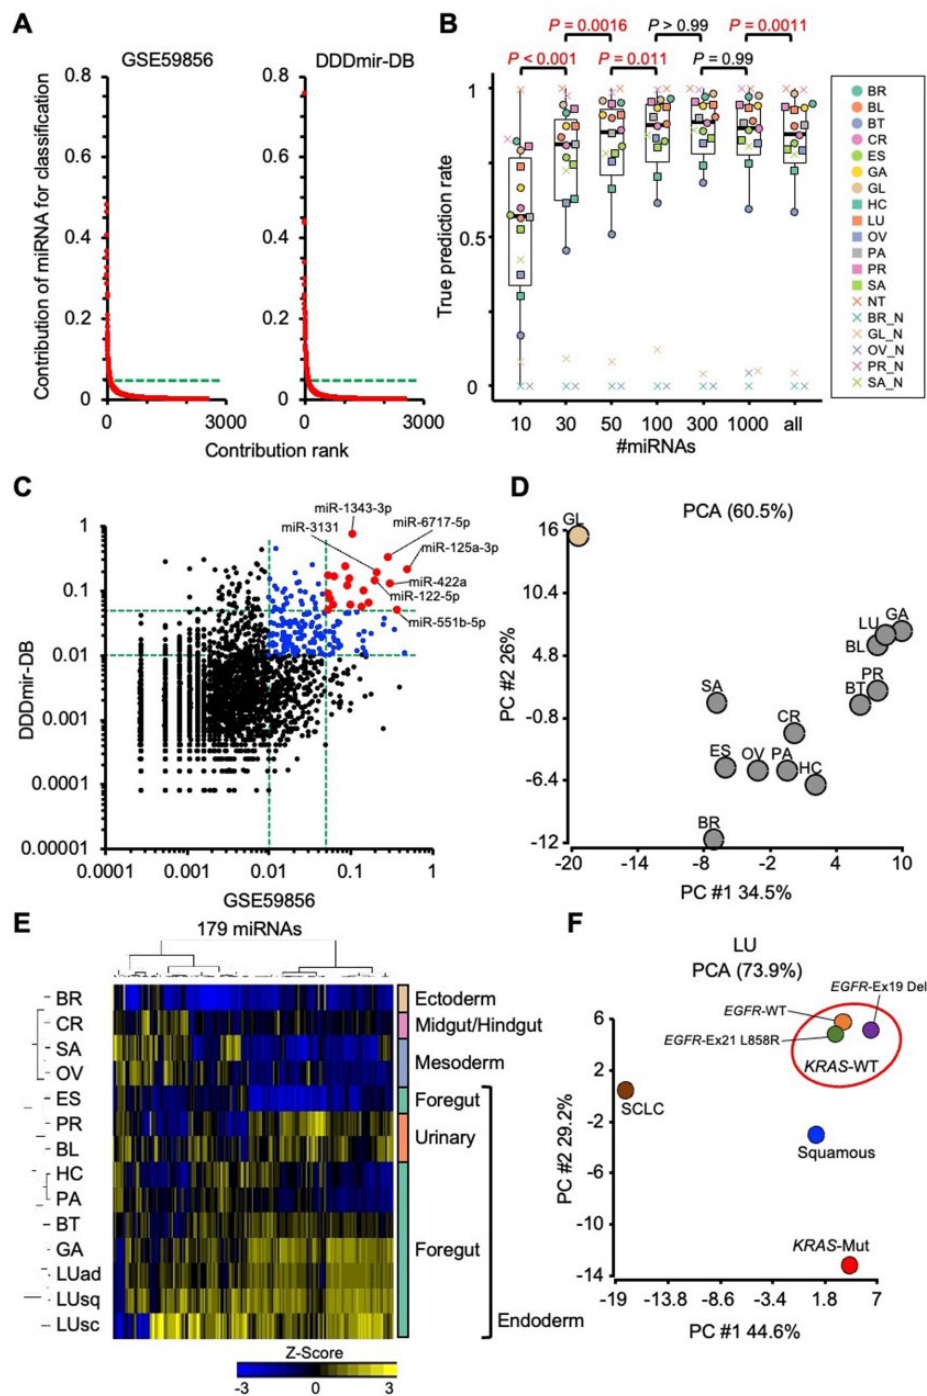 A
GSE59856
DDDmir-DB
Contribution of miRNA for classification
0.8
0.6
0.4
0.2
0
0
3000
0.8
0.6
0.4
0.2
0
0
3000
Contribution rank
B
P = 0.0016
P > 0.99
P = 0.0011
P < 0.001
P = 0.011
P = 0.99
True prediction rate
1
0.5
0
10
30
50
100
300
1000
all
#miRNAs
BR
BL
BT
CR
ES
GA
GL
HC
LU
OV
PA
PR
SA
NT
BR_N
GL_N
OV_N
PR_N
SA_N
C
miR-1343-3p
miR-3131
miR-6717-5p
miR-125a-3p
miR-422a
miR-122-5p
miR-551b-5p
DDDmir-DB
1
0.1
0.01
0.001
0.0001
0.00001
0.0001
0.001
0.01
0.1
1
GSE59856
D
PCA (60.5%)
PC #2 26%
16
10.4
4.8
-0.8
-6.4
-12
GL
LU
GA
BL
PR
BT
SA
CR
ES
OV
PA
HC
BR
-20
-14
-8
-2
4
10
PC #1 34.5%
E
179 miRNAs
BR
CR
SA
OV
ES
PR
BL
HC
PA
BT
GA
LUad
LUsq
LUsc
Ectoderm
Midgut/Hindgut
Mesoderm
Foregut
Urinary
Foregut
Endoderm
Z-Score
-3
0
3
F
LU
PCA (73.9%)
PC #2 29.2%
6
2
-2
-6
-10
-14
EGFR-Ex19 Del
EGFR-WT
EGFR-Ex21 L858R
KRAS-WT
SCLC
Squamous
KRAS-Mut
-19
-13.8
-8.6
-3.4
1.8
7
PC #1 44.6%